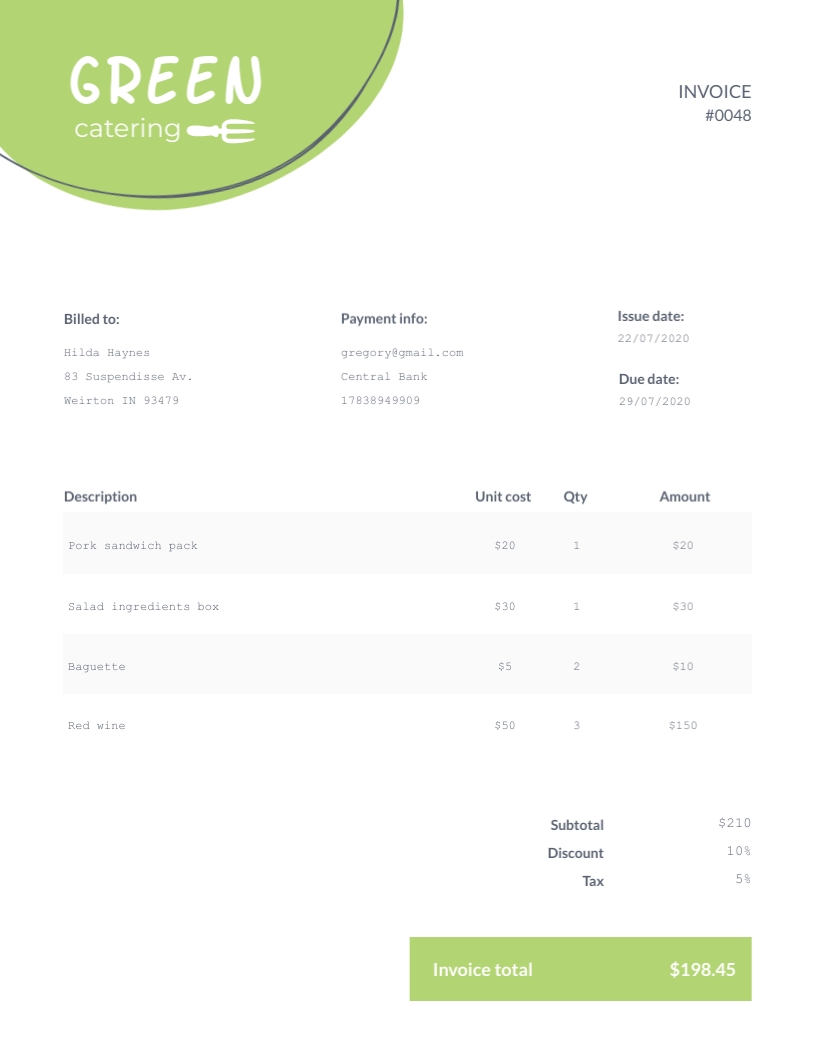 GREEN
catering
INVOICE
#0048
Billed to:
Hilda Haynes
83 Suspendisse Av.
Weirton IN 93479
Payment info:
gregory@gmail.com
Central Bank
17838949909
Issue date:
22/07/2020
Due date:
29/07/2020
Description Unit cost Qty Amount
Pork sandwich pack $20 1 $20
Salad ingredients box $30 1 $30
Baguette $5 2 $10
Red wine $50 3 $150
Subtotal $210
Discount 10%
Tax 5%
Invoice total $198.45